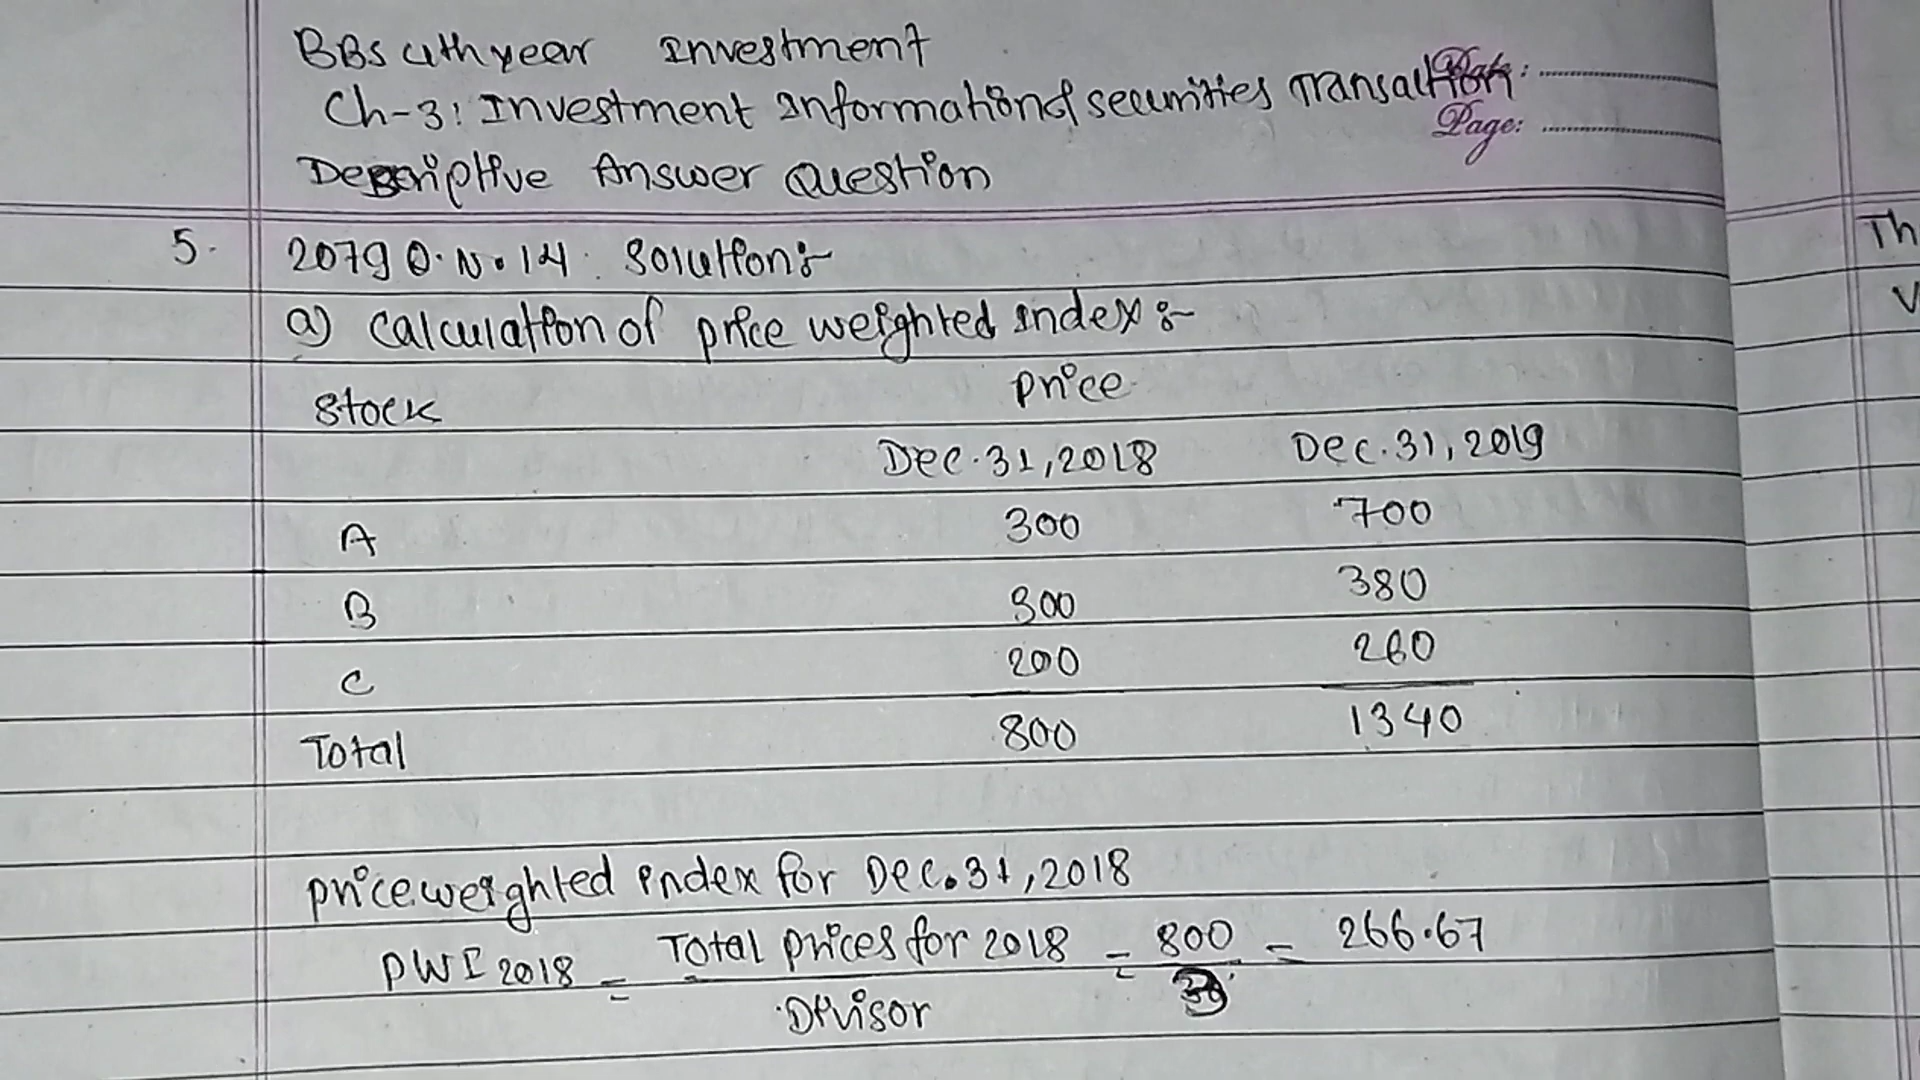 BBS 4th year Investment
Date:
Ch-3: Investment Information of securities Transaction
Page:
Descriptive Answer Question
5. 2079 Q.N.14. Solution:-
a) calculation of price weighted index:-
Stock Price
Dec.31,2018 Dec.31,2019
A 300 700
B 300 380
C 200 260
Total 800 1340
price weighted index for Dec.31,2018
PWI 2018 = Total prices for 2018 = 800 = 266.67
Divisor 3
Th
V